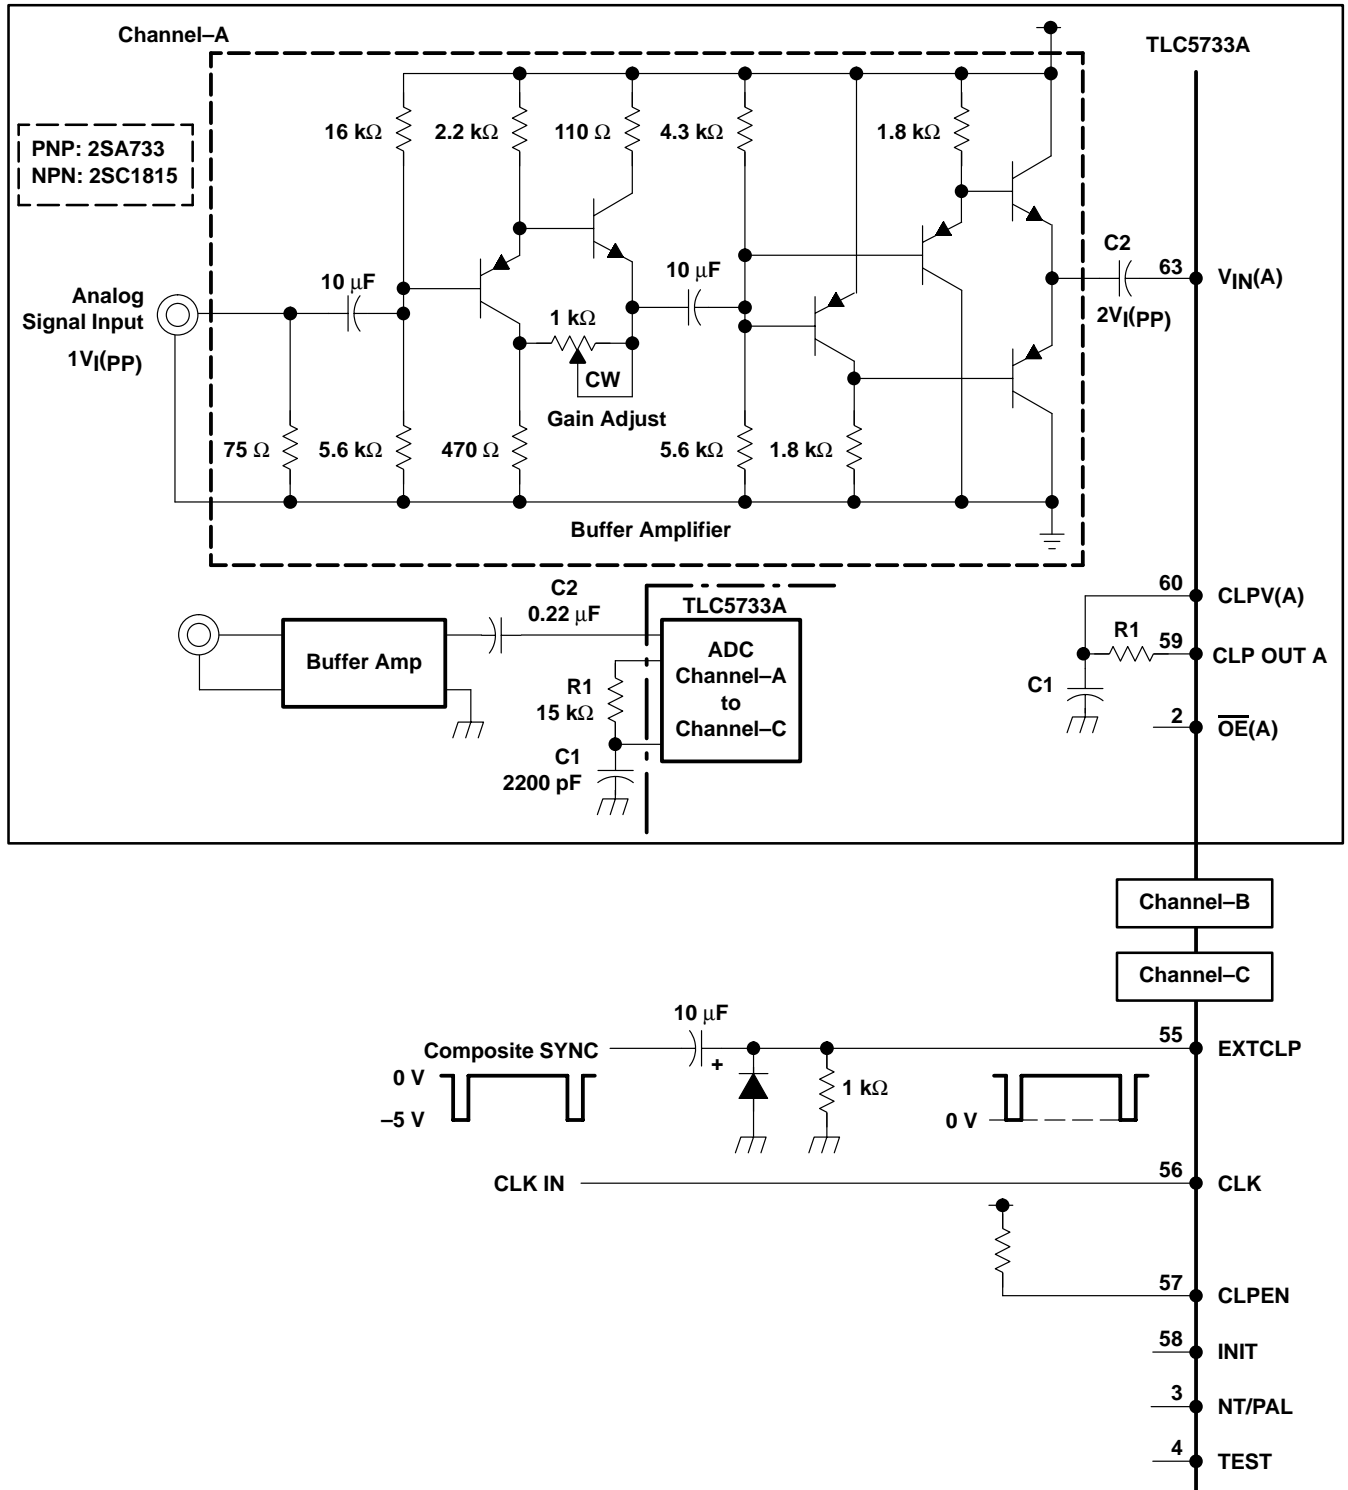 Channel–A
TLC5733A
PNP: 2SA733
NPN: 2SC1815
16 kΩ
2.2 kΩ
110 Ω
4.3 kΩ
1.8 kΩ
Analog
Signal Input
1VI(PP)
10 μF
1 kΩ
CW
Gain Adjust
10 μF
C2
2VI(PP)
63
VIN(A)
75 Ω
5.6 kΩ
470 Ω
5.6 kΩ
1.8 kΩ
Buffer Amplifier
C2
0.22 μF
TLC5733A
Buffer Amp
ADC
Channel–A
to
Channel–C
R1
15 kΩ
C1
2200 pF
60
CLPV(A)
R1
59
CLP OUT A
C1
2
OE(A)
Channel–B
Channel–C
10 μF
+
Composite SYNC
0 V
–5 V
1 kΩ
0 V
55
EXTCLP
CLK IN
56
CLK
57
CLPEN
58
INIT
3
NT/PAL
4
TEST